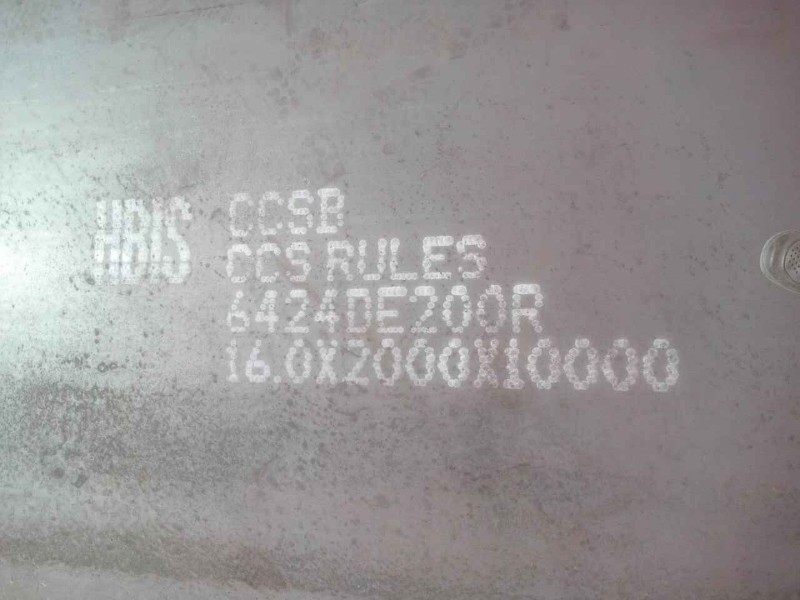 HBIS
CCSB
CCS RULES
6424DE200R
16.0X2000X10000